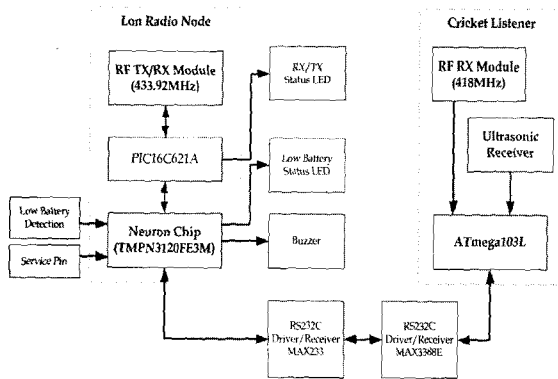 Lon Radio Node
RF TX/RX Module
(433.92MHz)
RX/TX
Status LED
PIC16C621A
Low Battery
Status LED
Low Battery
Detection
Neuron Chip
(TMPN3120FE3M)
Buzzer
Service Pin
Cricket Listener
RF RX Module
(418MHz)
Ultrasonic
Receiver
ATmega103L
RS232C
Driver/Receiver
MAX233
RS232C
Driver/Receiver
MAX3388E